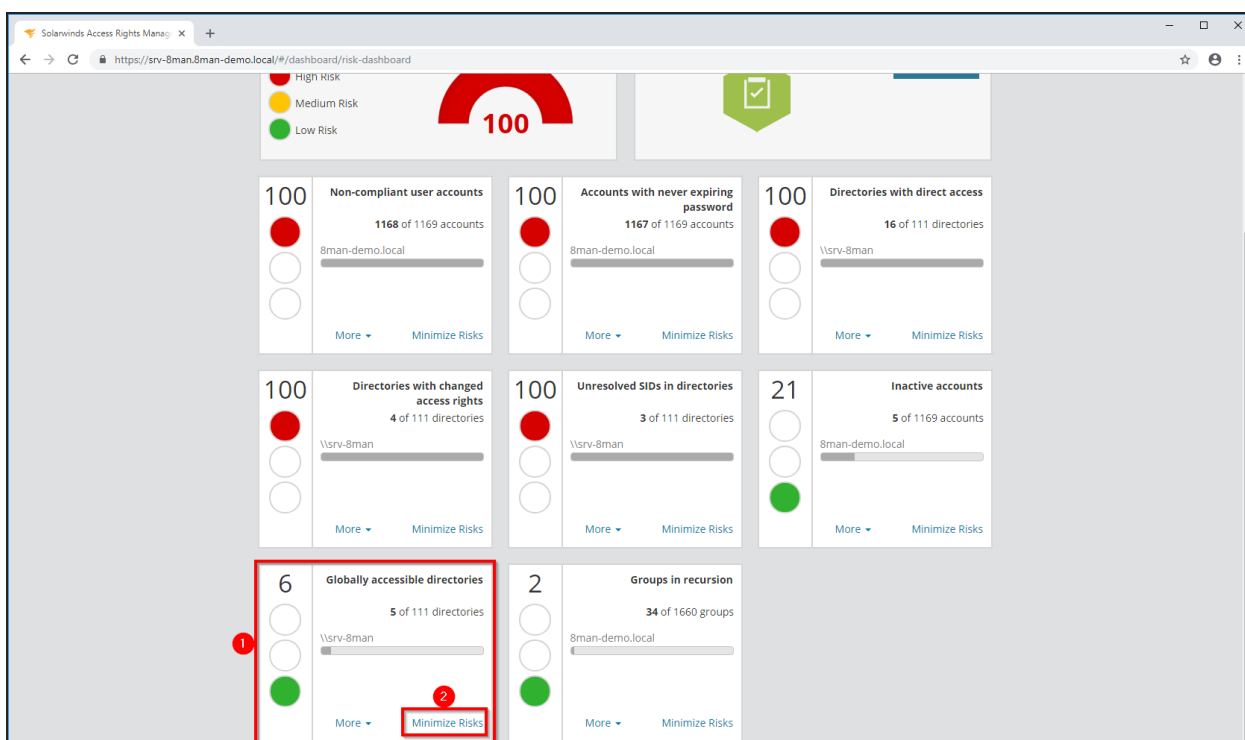 Solarwinds Access Rights Manag
https://srv-8man.8man-demo.local/#/dashboard/risk-dashboard
High Risk
Medium Risk
Low Risk
100
100
Non-compliant user accounts
1168 of 1169 accounts
8man-demo.local
More
Minimize Risks
100
Accounts with never expiring
password
1167 of 1169 accounts
8man-demo.local
More
Minimize Risks
100
Directories with direct access
16 of 111 directories
\\srv-8man
More
Minimize Risks
100
Directories with changed
access rights
4 of 111 directories
\\srv-8man
More
Minimize Risks
100
Unresolved SIDs in directories
3 of 111 directories
\\srv-8man
More
Minimize Risks
21
Inactive accounts
5 of 1169 accounts
8man-demo.local
More
Minimize Risks
1
6
Globally accessible directories
5 of 111 directories
\\srv-8man
2
More
Minimize Risks
2
Groups in recursion
34 of 1660 groups
8man-demo.local
More
Minimize Risks